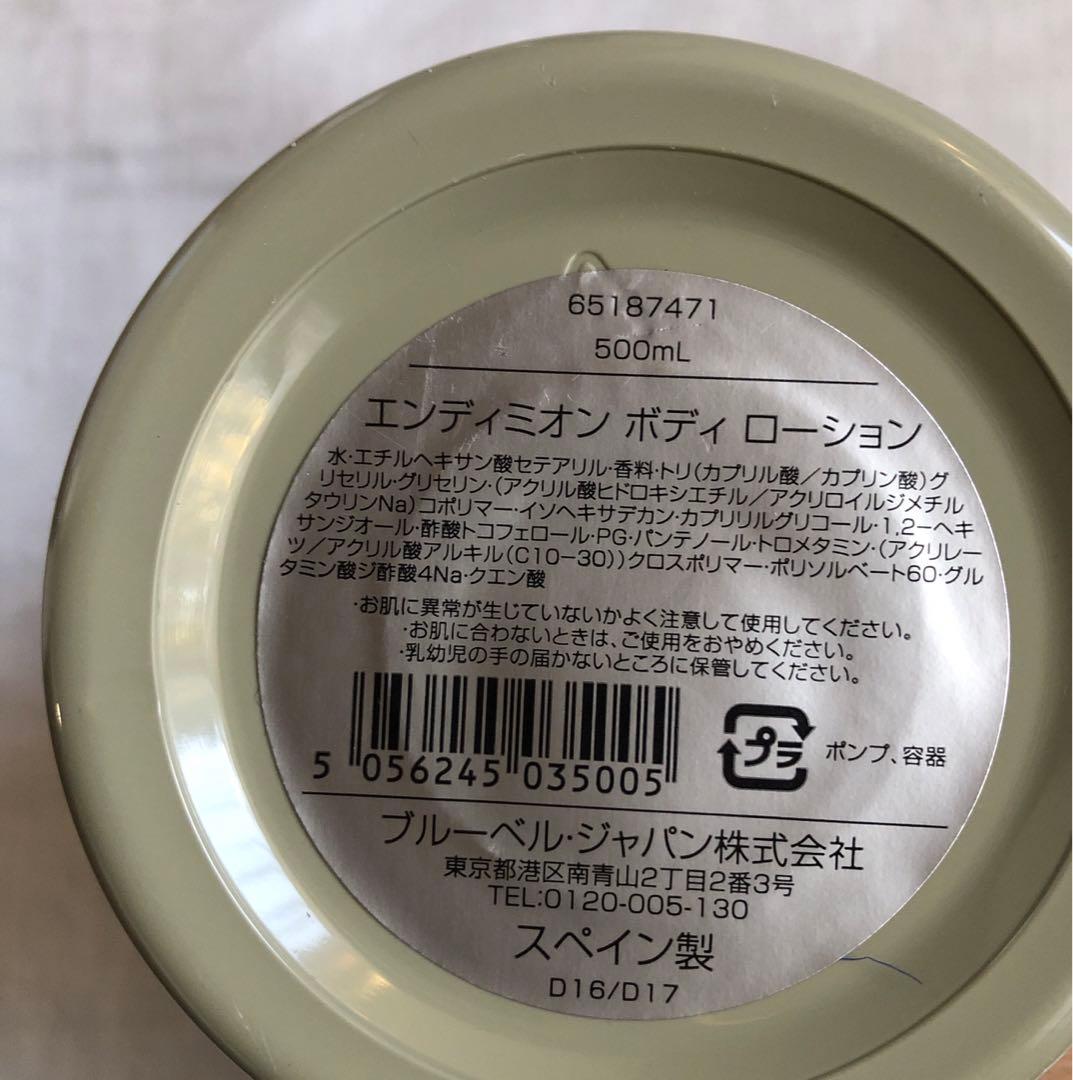 65187471
500mL
エンディミオン ボディ ローション
水・エチルヘキサン酸セテアリル・香料・トリ(カプリル酸/カプリン酸)グ
リセリル・グリセリン・(アクリル酸ヒドロキシエチル/アクリロイルジメチル
タウリンNa)コポリマー・イソヘキサデカン・カプリリルグリコール・1,2-ヘキ
サンジオール・酢酸トコフェロール・PG・パンテノール・トロメタミン・(アクリレー
ツ/アクリル酸アルキル(C10-30))クロスポリマー・ポリソルベート60・グル
タミン酸ジ酢酸4Na・クエン酸
・お肌に異常が生じていないかよく注意して使用してください。
・お肌に合わないときは、ご使用をおやめください。
・乳幼児の手の届かないところに保管してください。
5 056245 035005
プラ ポンプ、容器
ブルーベル・ジャパン株式会社
東京都港区南青山2丁目2番3号
TEL:0120-005-130
スペイン製
D16/D17